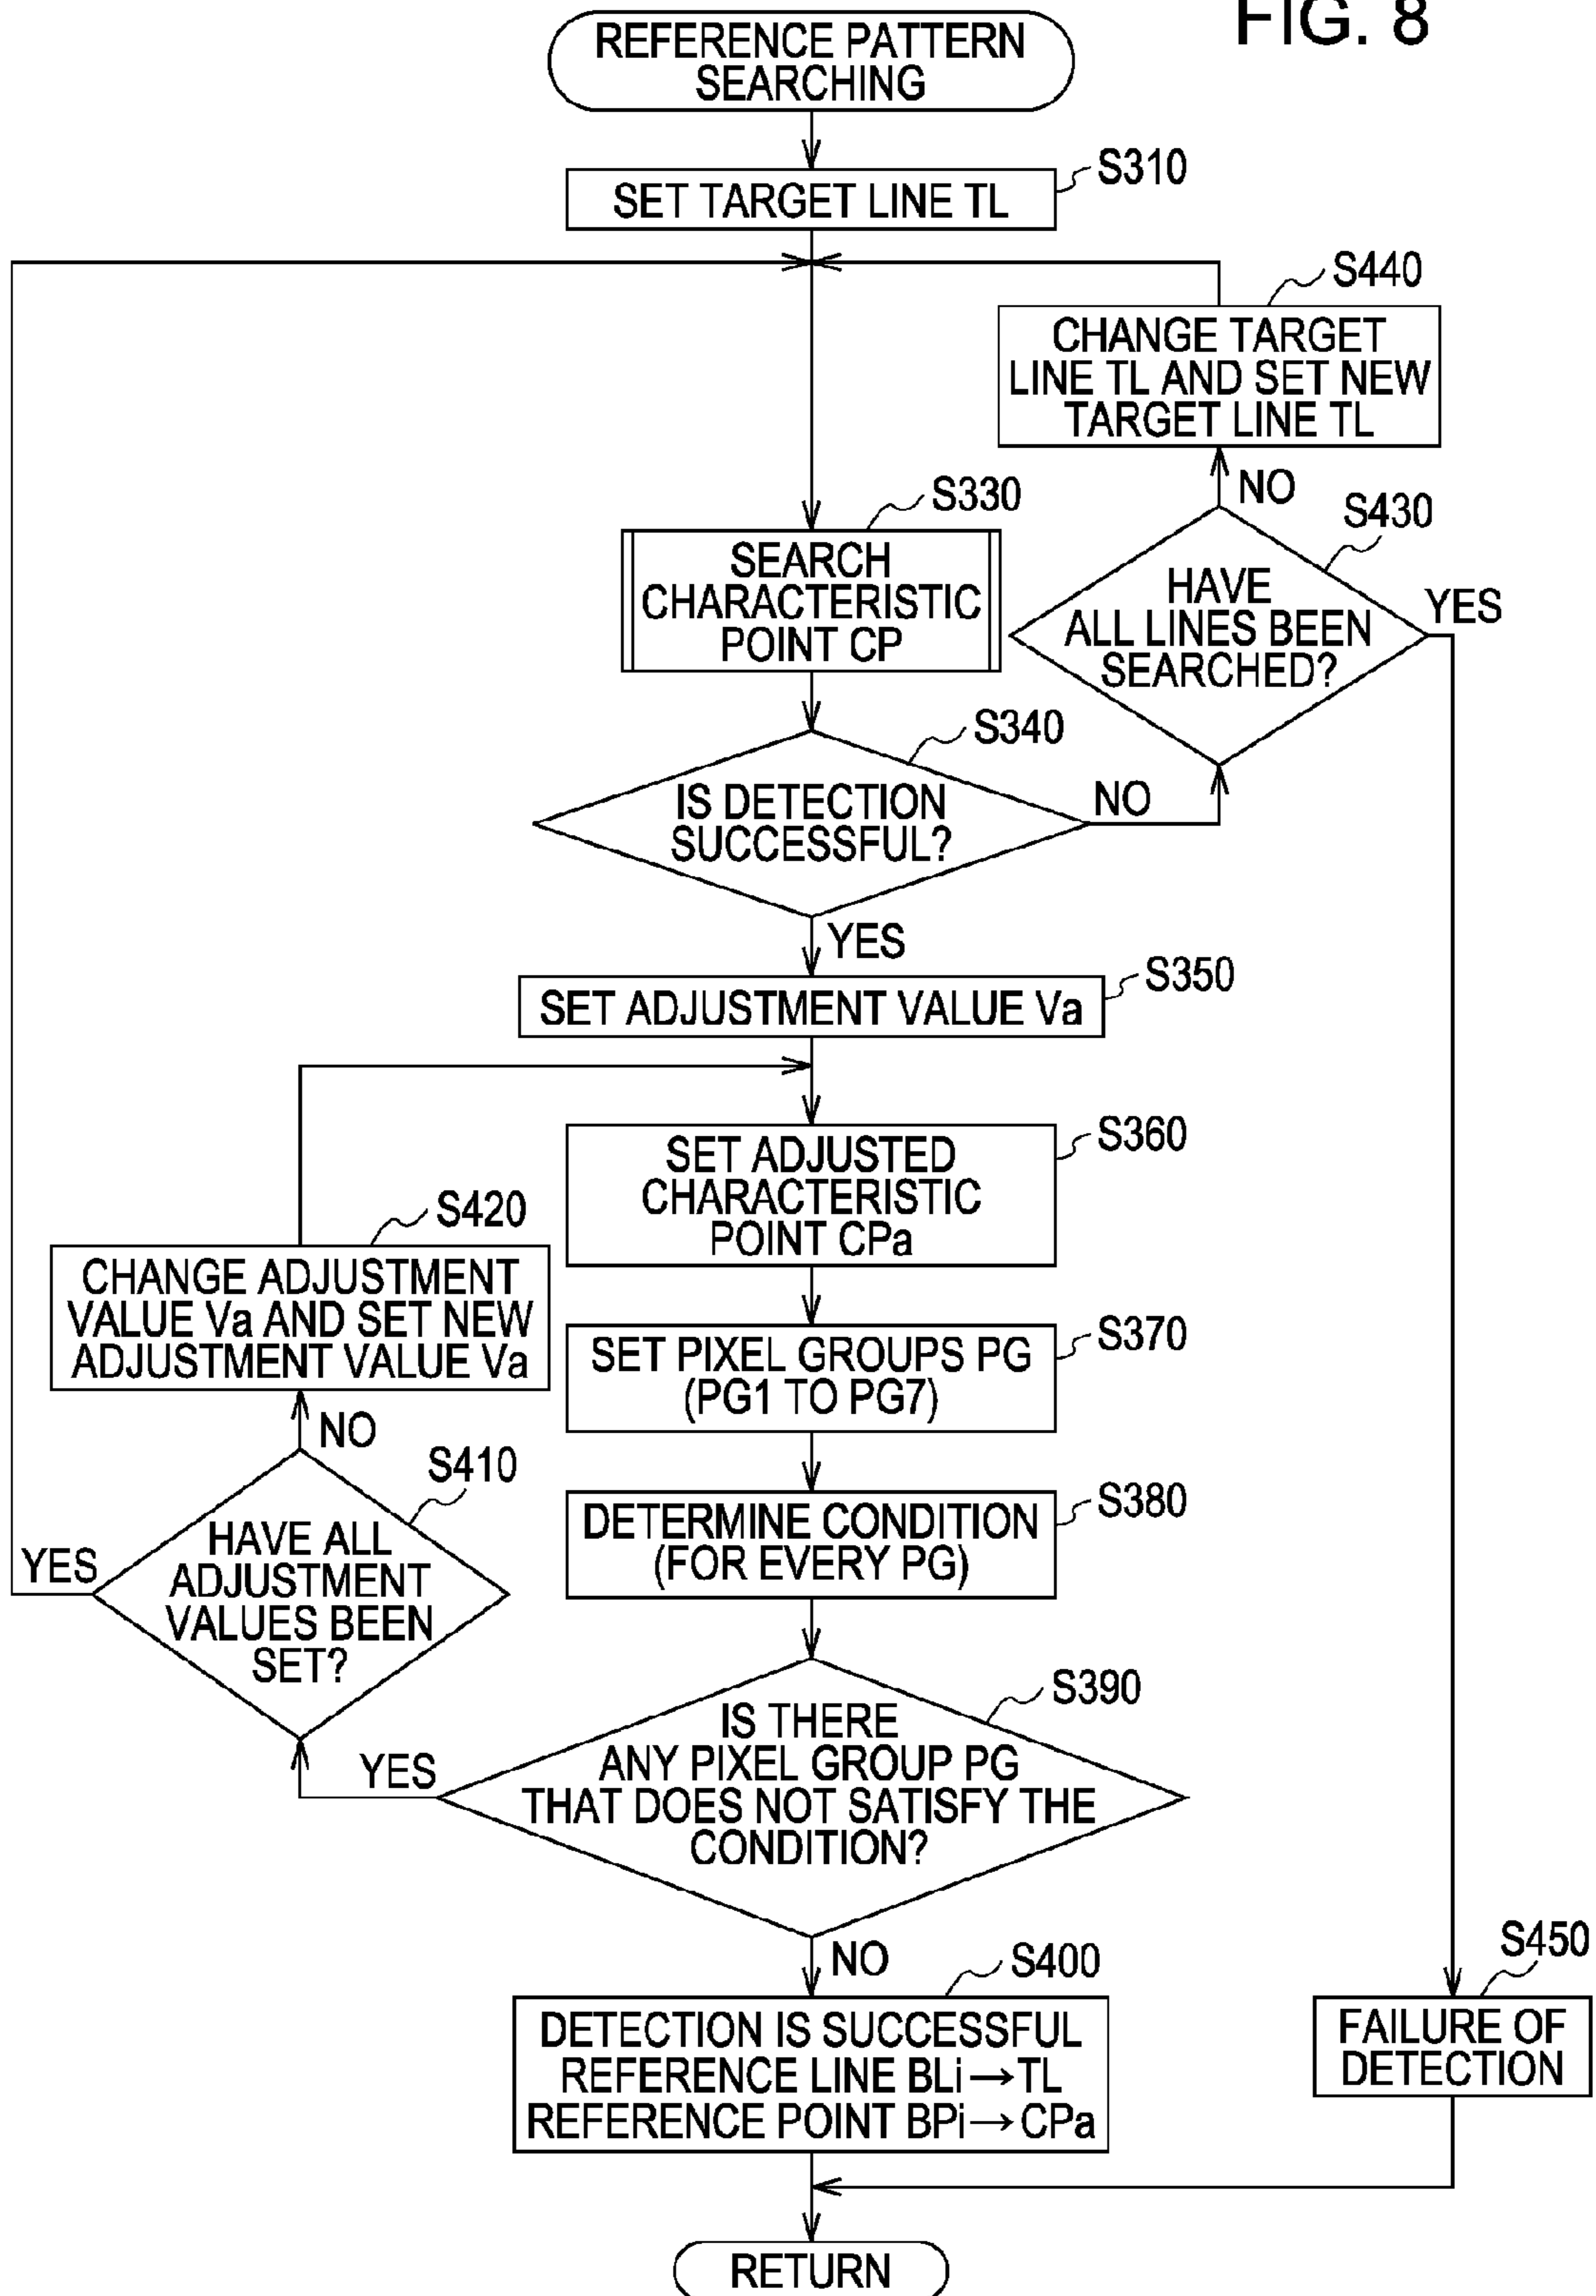 FIG. 8
REFERENCE PATTERN
SEARCHING
S310
SET TARGET LINE TL
S440
CHANGE TARGET
LINE TL AND SET NEW
TARGET LINE TL
NO
S330
SEARCH
CHARACTERISTIC
POINT CP
S430
HAVE
ALL LINES BEEN
SEARCHED?
YES
S340
IS DETECTION
SUCCESSFUL?
NO
YES
S350
SET ADJUSTMENT VALUE Va
S360
SET ADJUSTED
CHARACTERISTIC
POINT CPa
S420
CHANGE ADJUSTMENT
VALUE Va AND SET NEW
ADJUSTMENT VALUE Va
S370
SET PIXEL GROUPS PG
(PG1 TO PG7)
NO
S410
HAVE ALL
ADJUSTMENT
VALUES BEEN
SET?
YES
S380
DETERMINE CONDITION
(FOR EVERY PG)
S390
IS THERE
ANY PIXEL GROUP PG
THAT DOES NOT SATISFY THE
CONDITION?
YES
NO
S400
DETECTION IS SUCCESSFUL
REFERENCE LINE BLi→TL
REFERENCE POINT BPi→CPa
S450
FAILURE OF
DETECTION
RETURN